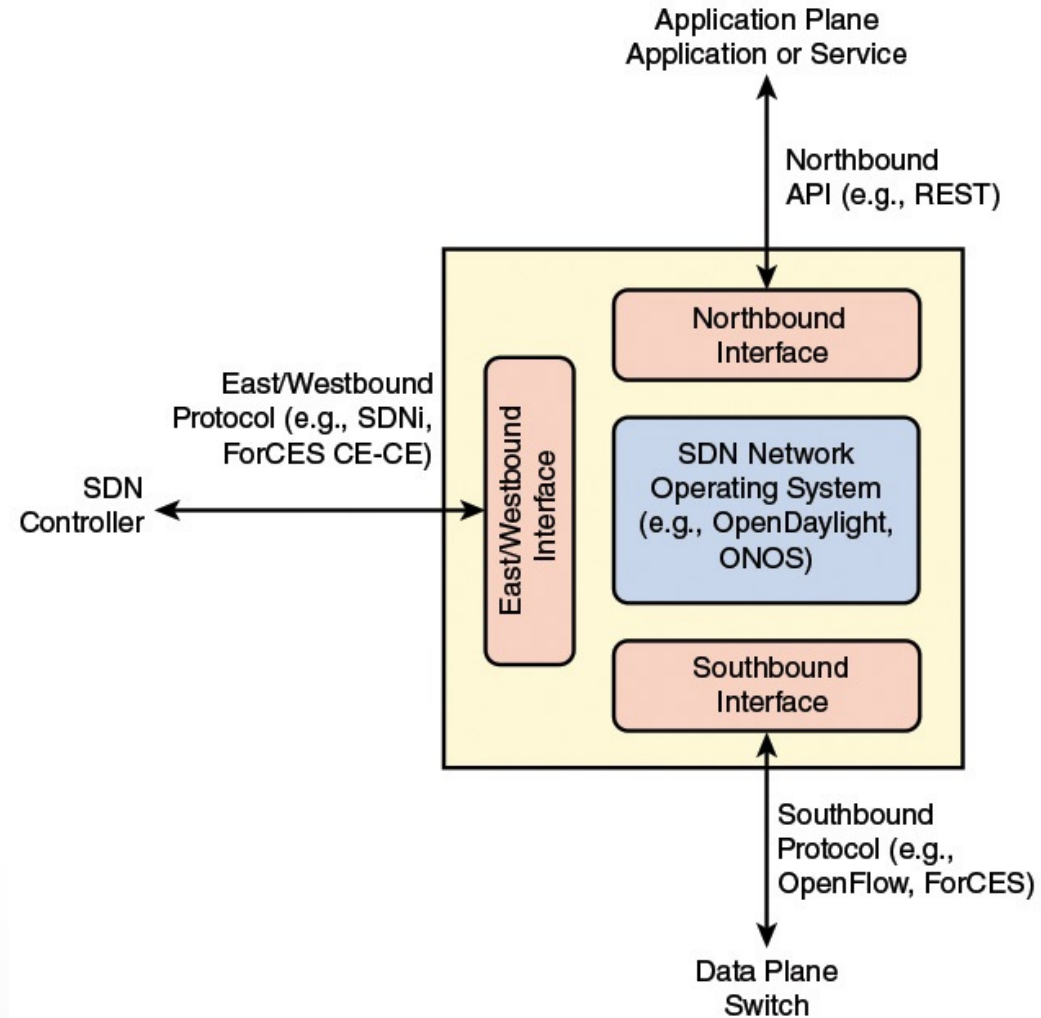 Application Plane
Application or Service
Northbound
API (e.g., REST)
Northbound
Interface
East/Westbound
Protocol (e.g., SDNi,
ForCES CE-CE)
SDN
Controller
East/Westbound
Interface
SDN Network
Operating System
(e.g., OpenDaylight,
ONOS)
Southbound
Interface
Southbound
Protocol (e.g.,
OpenFlow, ForCES)
Data Plane
Switch